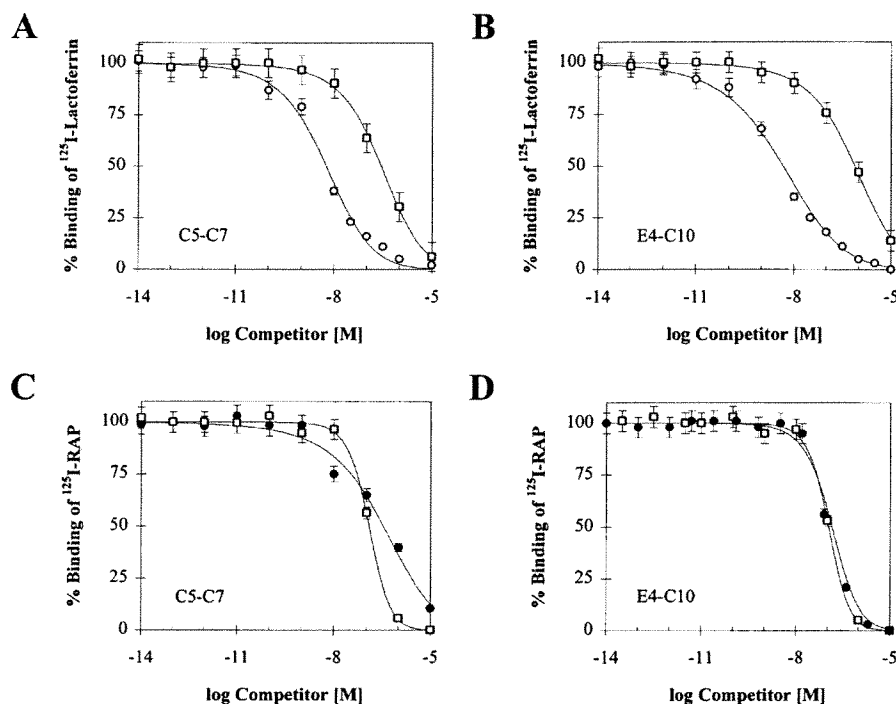 A
% Binding of ¹²⁵I-Lactoferrin
100
75
50
25
0
C5-C7
-14
-11
-8
-5
log Competitor [M]
B
% Binding of ¹²⁵I-Lactoferrin
100
75
50
25
0
E4-C10
-14
-11
-8
-5
log Competitor [M]
C
% Binding of ¹²⁵I-RAP
100
75
50
25
0
C5-C7
-14
-11
-8
-5
log Competitor [M]
D
% Binding of ¹²⁵I-RAP
100
75
50
25
0
E4-C10
-14
-11
-8
-5
log Competitor [M]